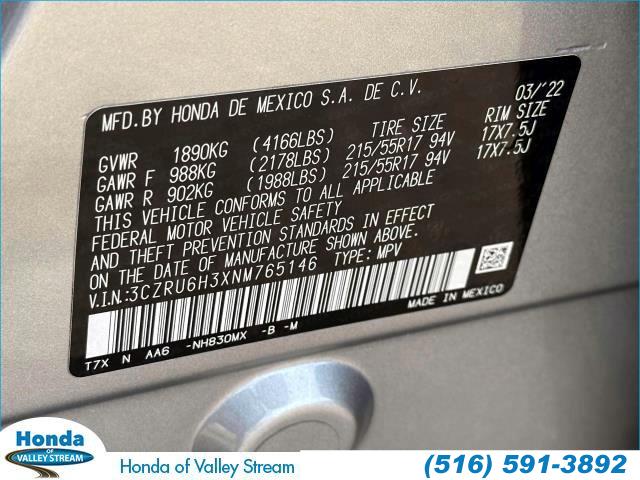 MFD.BY HONDA DE MEXICO S.A. DE C.V. 03/'22
GVWR 1890KG (4166LBS) TIRE SIZE RIM SIZE
GAWR F 988KG (2178LBS) 215/55R17 94V 17X7.5J
GAWR R 902KG (1988LBS) 215/55R17 94V 17X7.5J
THIS VEHICLE CONFORMS TO ALL APPLICABLE
FEDERAL MOTOR VEHICLE SAFETY
AND THEFT PREVENTION STANDARDS IN EFFECT
ON THE DATE OF MANUFACTURE SHOWN ABOVE.
V.I.N.:3CZRU6H3XNM765146 TYPE: MPV
MADE IN MEXICO
T7X N AA6 -NH830MX -B -M
Honda
OF
VALLEY STREAM
Honda of Valley Stream
(516) 591-3892